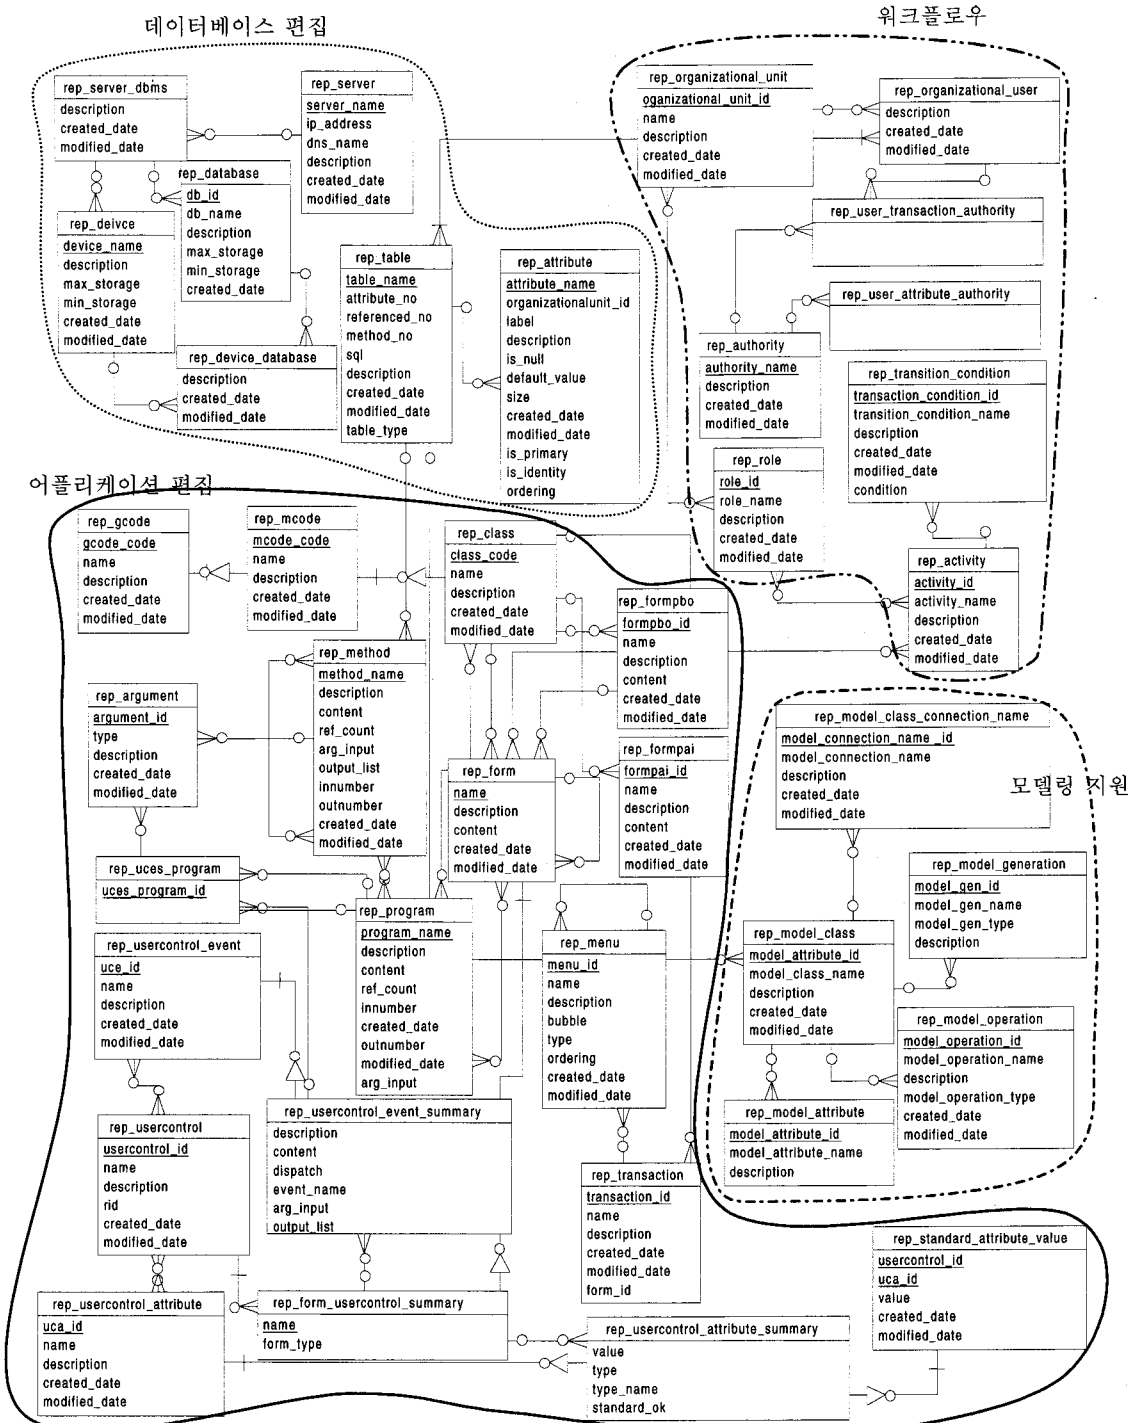 데이터베이스 편집
워크플로우
rep_server_dbms
description
created_date
modified_date
rep_server
server_name
ip_address
dns_name
description
created_date
modified_date
rep_database
db_id
db_name
description
max_storage
min_storage
created_date
rep_deivce
device_name
description
max_storage
min_storage
created_date
modified_date
rep_device_database
description
created_date
modified_date
rep_table
table_name
attribute_no
referenced_no
method_no
sql
description
created_date
modified_date
table_type
rep_attribute
attribute_name
organizationalunit_id
label
description
is_null
default_value
size
created_date
modified_date
is_primary
is_identity
ordering
rep_organizational_unit
oganizational_unit_id
name
description
created_date
modified_date
rep_organizational_user
description
created_date
modified_date
rep_user_transaction_authority
rep_user_attribute_authority
rep_authority
authority_name
description
created_date
modified_date
rep_transition_condition
transaction_condition_id
transition_condition_name
description
created_date
modified_date
condition
rep_role
role_id
role_name
description
created_date
modified_date
rep_activity
activity_id
activity_name
description
created_date
modified_date
어플리케이션 편집
rep_gcode
gcode_code
name
description
created_date
modified_date
rep_mcode
mcode_code
name
description
created_date
modified_date
rep_class
class_code
name
description
created_date
modified_date
rep_formpbo
formpbo_id
name
description
content
created_date
modified_date
rep_method
method_name
description
content
ref_count
arg_input
output_list
innumber
outnumber
created_date
modified_date
rep_argument
argument_id
type
description
created_date
modified_date
rep_form
name
description
content
created_date
modified_date
rep_formpai
formpai_id
name
description
content
created_date
modified_date
rep_uces_program
uces_program_id
rep_program
program_name
description
content
ref_count
innumber
created_date
outnumber
modified_date
arg_input
rep_menu
menu_id
name
description
bubble
type
ordering
created_date
modified_date
rep_usercontrol_event
uce_id
name
description
created_date
modified_date
rep_usercontrol
usercontrol_id
name
description
rid
created_date
modified_date
rep_usercontrol_event_summary
description
content
dispatch
event_name
arg_input
output_list
rep_transaction
transaction_id
name
description
created_date
modified_date
form_id
rep_usercontrol_attribute
uca_id
name
description
created_date
modified_date
rep_form_usercontrol_summary
name
form_type
rep_usercontrol_attribute_summary
value
type
type_name
standard_ok
rep_standard_attribute_value
usercontrol_id
uca_id
value
created_date
modified_date
모델링 지원
rep_model_class_connection_name
model_connection_name _id
model_connection_name
description
created_date
modified_date
rep_model_generation
model_gen_id
model_gen_name
model_gen_type
description
rep_model_class
model_attribute_id
model_class_name
description
created_date
modified_date
rep_model_operation
model_operation_id
model_operation_name
description
model_operation_type
created_date
modified_date
rep_model_attribute
model_attribute_id
model_attribute_name
description